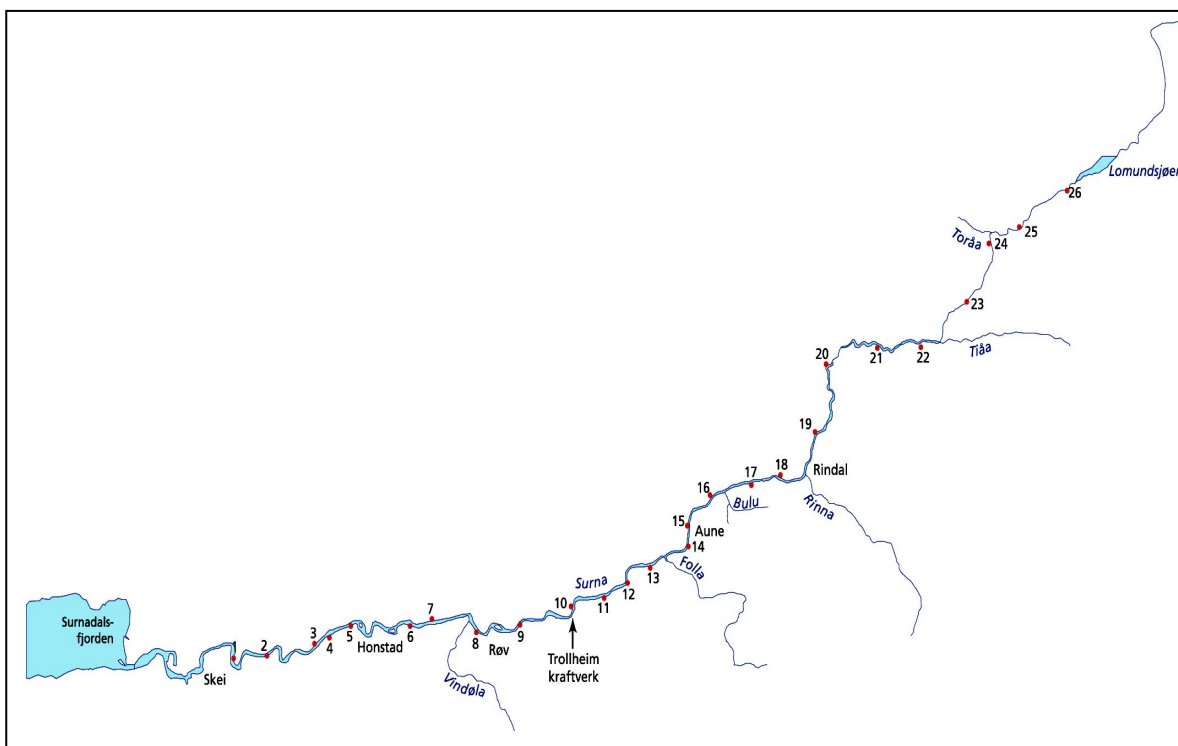 Lomundsjøen
26
25
Toråa
24
23
20
21
22
Tiåa
19
18
Rindal
17
16
Bulu
Rinna
15
Aune
14
Folla
13
Surna
12
11
10
Surnadals-
fjorden
7
6
5
Honstad
3
4
8
Røv
9
1
2
Trollheim
kraftverk
Skei
Vindøla